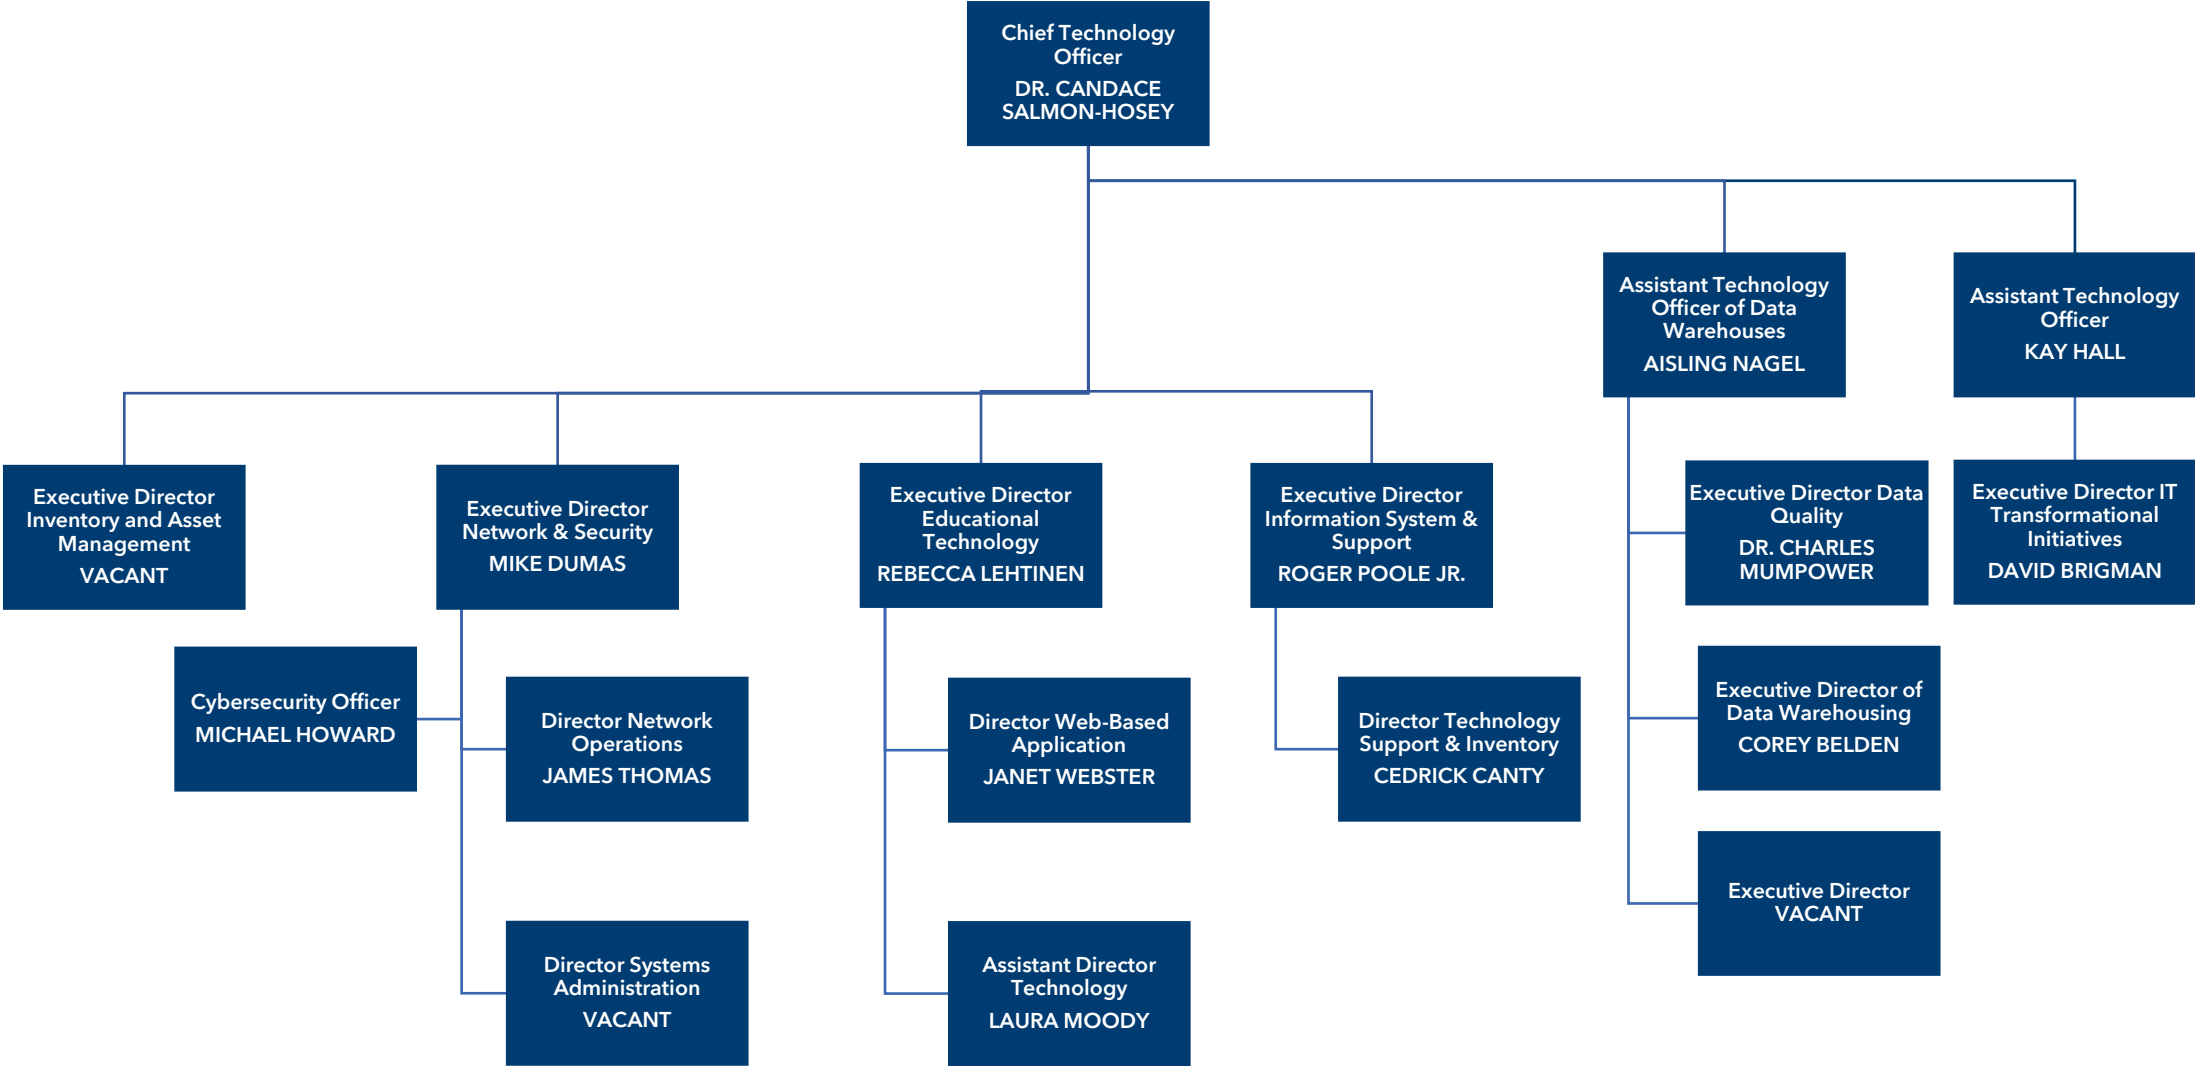 Chief Technology
Officer
DR. CANDACE
SALMON-HOSEY
Assistant Technology
Officer of Data
Warehouses
AISLING NAGEL
Assistant Technology
Officer
KAY HALL
Executive Director
Inventory and Asset
Management
VACANT
Executive Director
Network & Security
MIKE DUMAS
Executive Director
Educational
Technology
REBECCA LEHTINEN
Executive Director
Information System &
Support
ROGER POOLE JR.
Executive Director Data
Quality
DR. CHARLES
MUMPOWER
Executive Director IT
Transformational
Initiatives
DAVID BRIGMAN
Cybersecurity Officer
MICHAEL HOWARD
Director Network
Operations
JAMES THOMAS
Director Web-Based
Application
JANET WEBSTER
Director Technology
Support & Inventory
CEDRICK CANTY
Executive Director of
Data Warehousing
COREY BELDEN
Executive Director
VACANT
Director Systems
Administration
VACANT
Assistant Director
Technology
LAURA MOODY